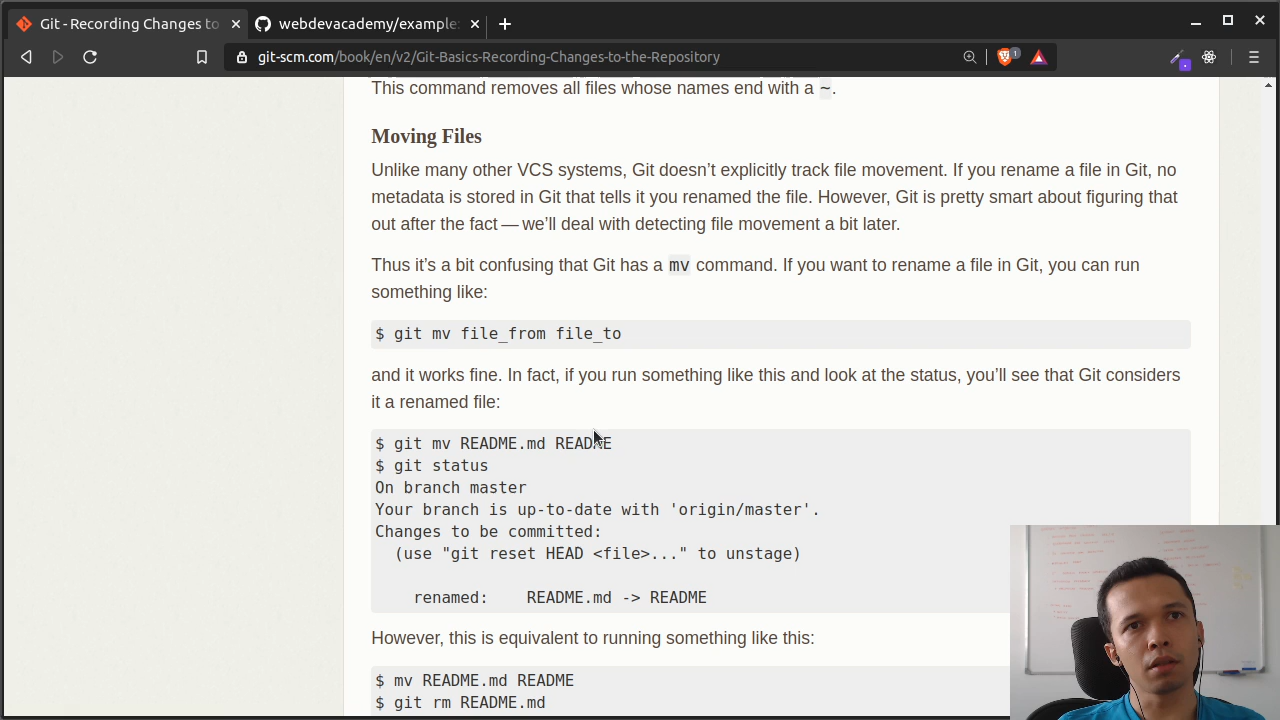 Git - Recording Changes to
webdevacademy/example
git-scm.com/book/en/v2/Git-Basics-Recording-Changes-to-the-Repository
1
This command removes all files whose names end with a ~.
Moving Files
Unlike many other VCS systems, Git doesn’t explicitly track file movement. If you rename a file in Git, no
metadata is stored in Git that tells it you renamed the file. However, Git is pretty smart about figuring that
out after the fact — we’ll deal with detecting file movement a bit later.
Thus it’s a bit confusing that Git has a mv command. If you want to rename a file in Git, you can run
something like:
$ git mv file_from file_to
and it works fine. In fact, if you run something like this and look at the status, you’ll see that Git considers
it a renamed file:
$ git mv README.md README
$ git status
On branch master
Your branch is up-to-date with 'origin/master'.
Changes to be committed:
(use "git reset HEAD <file>..." to unstage)
renamed: README.md -> README
However, this is equivalent to running something like this:
$ mv README.md README
$ git rm README.md